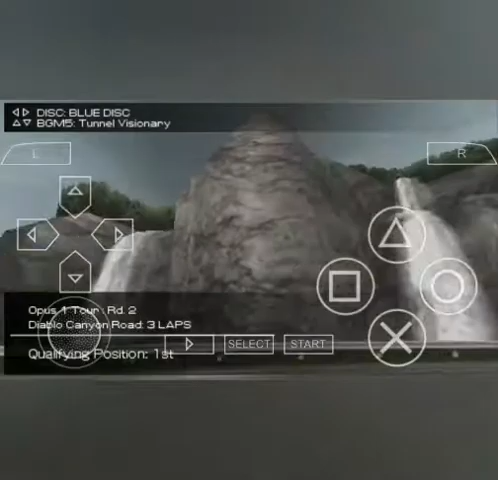 DISC: BLUE DISC
BGM5: Tunnel Visionary
L
R
Opus 1 Tour : Rd. 2
Diablo Canyon Road: 3 LAPS
SELECT
START
Qualifying Position: 1st